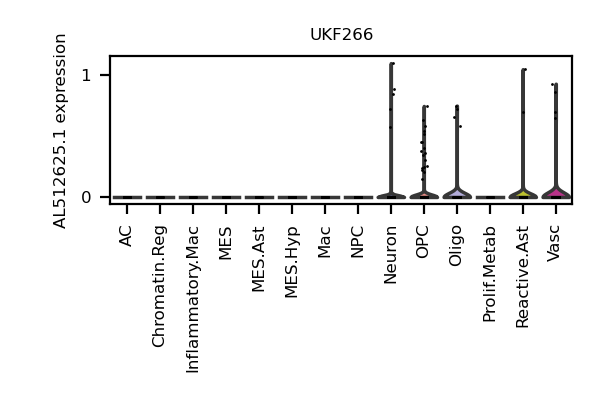 UKF266
AL512625.1 expression
1
0
AC
Chromatin.Reg
Inflammatory.Mac
MES
MES.Ast
MES.Hyp
Mac
NPC
Neuron
OPC
Oligo
Prolif.Metab
Reactive.Ast
Vasc